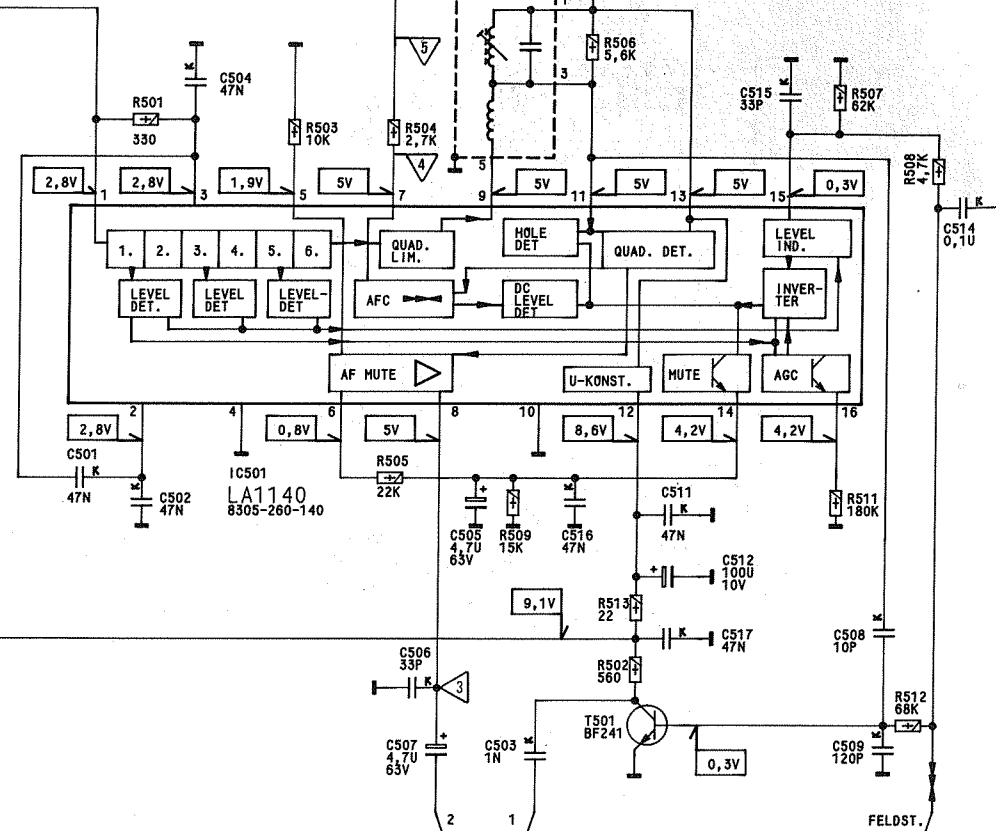 5
R506
5,6K
3
C504
47N
R501
330
R503
10K
R504
2,7K
4
5
C515
33P
R507
62K
R508
4,7K
C514
0,1U
2,8V
2,8V
1,9V
5V
5V
5V
5V
0,3V
1
3
5
7
9
11
13
15
1.
2.
3.
4.
5.
6.
QUAD.
LIM.
HOLE
DET
QUAD. DET.
LEVEL
IND.
LEVEL
DET.
LEVEL
DET
LEVEL-
DET
AFC
DC
LEVEL
DET
INVER-
TER
AF MUTE
U-KONST.
MUTE
AGC
2
4
6
8
10
12
14
16
2,8V
0,8V
5V
8,6V
4,2V
4,2V
C501
47N
C502
47N
IC501
LA1140
8305-260-140
R505
22K
C505
4,7U
63V
R509
15K
C516
47N
C511
47N
R511
180K
C512
100U
10V
9,1V
R513
22
C517
47N
C508
10P
C506
33P
3
R502
560
R512
68K
T501
BF241
C507
4,7U
63V
C503
1N
0,3V
C509
120P
2
1
FELDST.
K
K
K
K
K
K
K
K
K
K
K
K
K